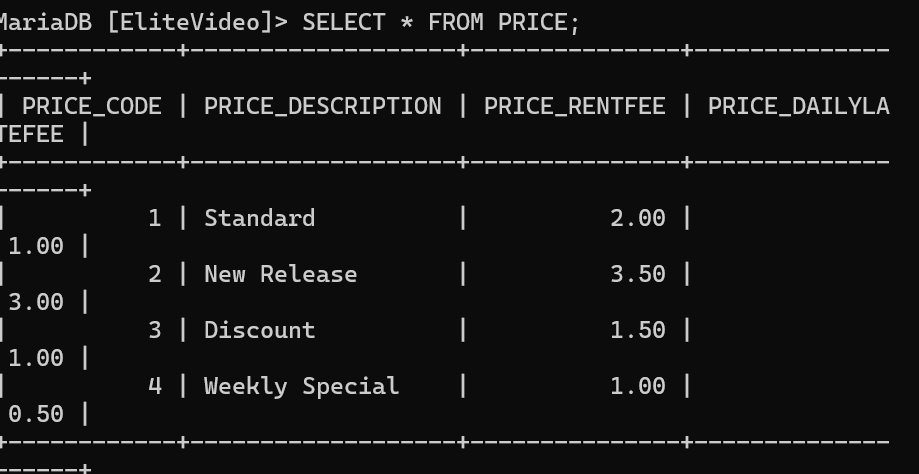 MariaDB [EliteVideo]> SELECT * FROM PRICE;
+------------+-------------------+---------------+--------------
------+
| PRICE_CODE | PRICE_DESCRIPTION | PRICE_RENTFEE | PRICE_DAILYLA
TEFEE |
+------------+-------------------+---------------+--------------
------+
|          1 | Standard          |          2.00 |
1.00 |
|          2 | New Release       |          3.50 |
3.00 |
|          3 | Discount          |          1.50 |
1.00 |
|          4 | Weekly Special    |          1.00 |
0.50 |
+------------+-------------------+---------------+--------------
------+